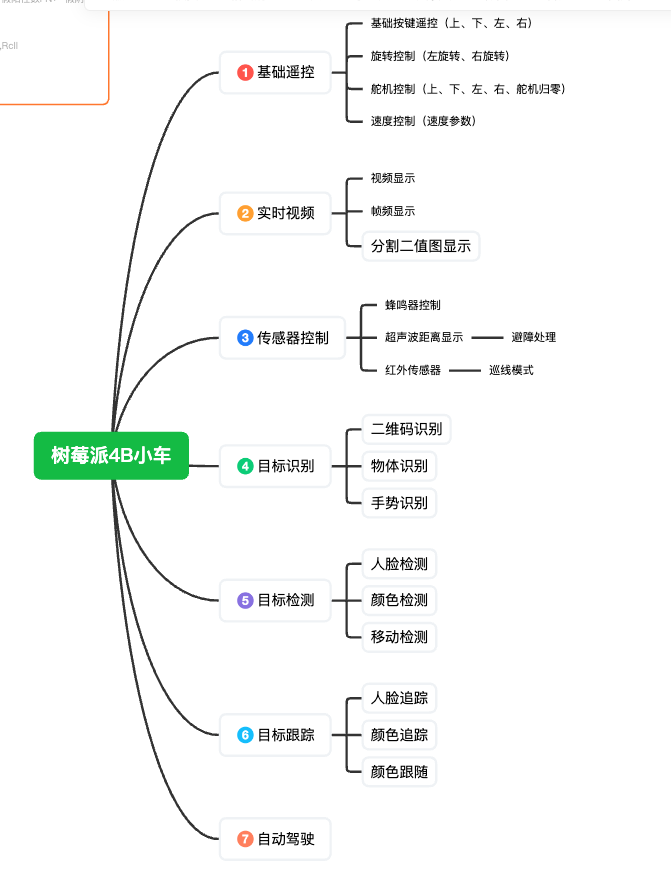 ,Roll
树莓派4B小车
1 基础遥控
基础按键遥控（上、下、左、右）
旋转控制（左旋转、右旋转）
舵机控制（上、下、左、右、舵机归零）
速度控制（速度参数）
2 实时视频
视频显示
帧频显示
分割二值图显示
3 传感器控制
蜂鸣器控制
超声波距离显示
避障处理
红外传感器
巡线模式
4 目标识别
二维码识别
物体识别
手势识别
5 目标检测
人脸检测
颜色检测
移动检测
6 目标跟踪
人脸追踪
颜色追踪
颜色跟随
7 自动驾驶